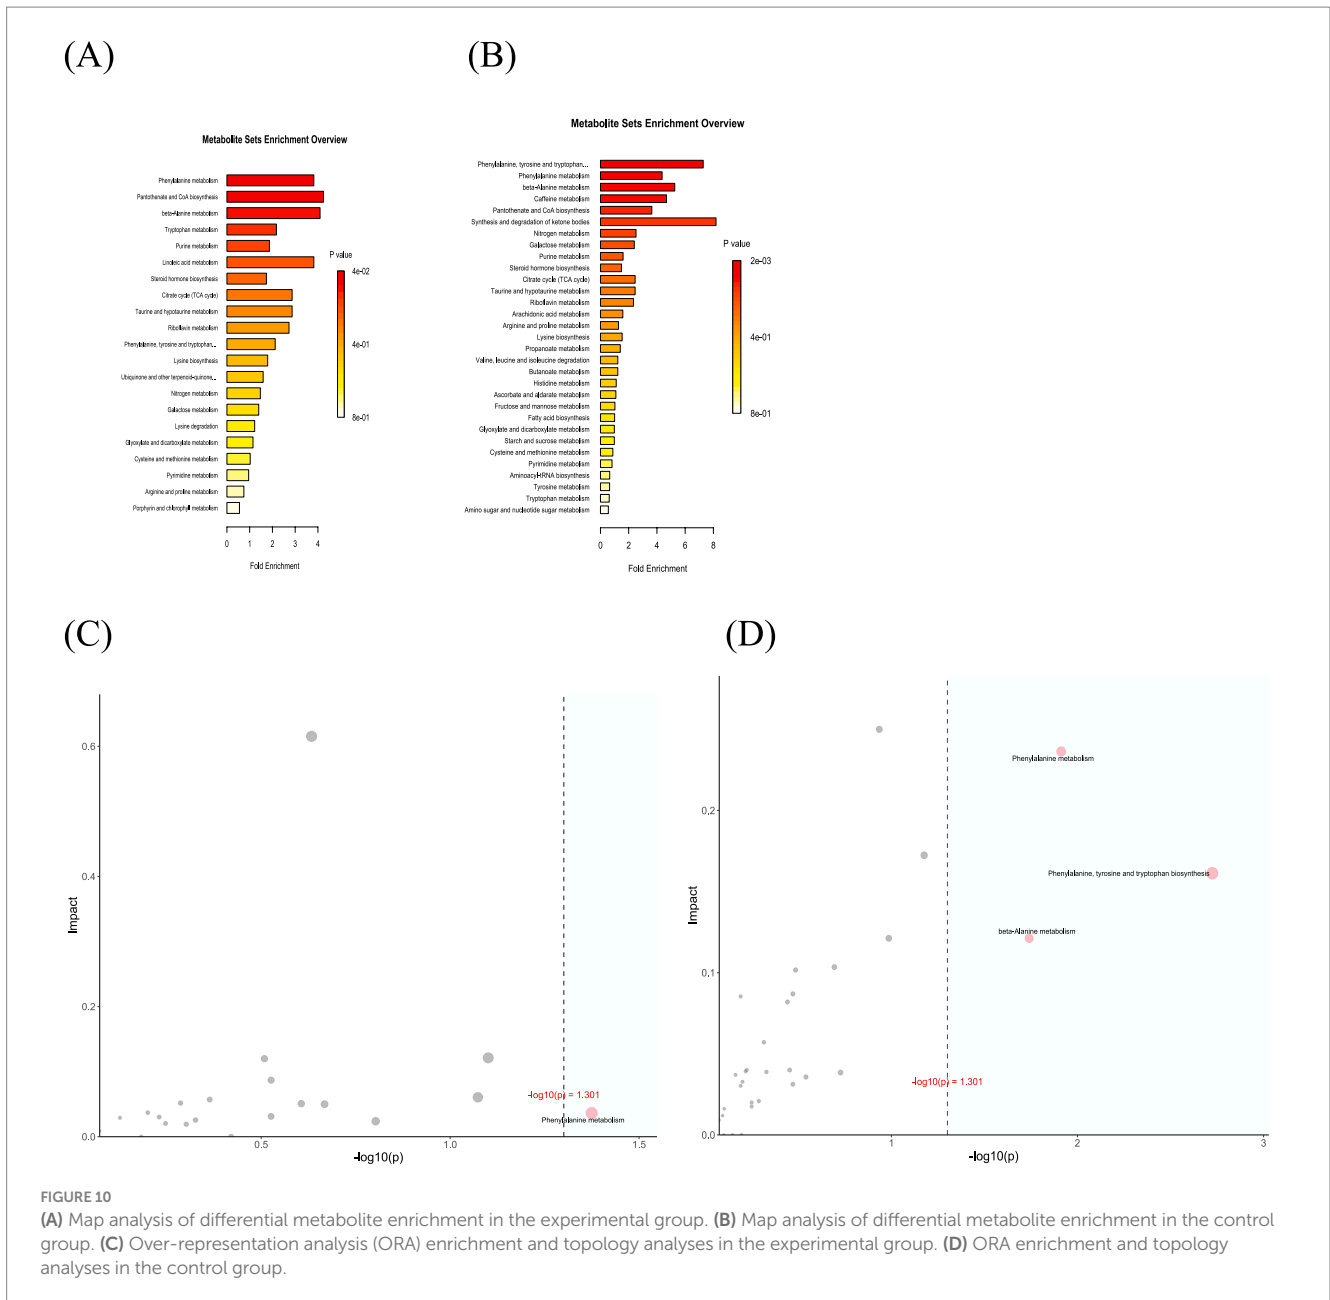 (A)
Metabolite Sets Enrichment Overview
Phenylalanine metabolism
Pantothenate and CoA biosynthesis
beta-Alanine metabolism
Tryptophan metabolism
Purine metabolism
Linoleic acid metabolism
Steroid hormone biosynthesis
Citrate cycle (TCA cycle)
Taurine and hypotaurine metabolism
Riboflavin metabolism
Phenylalanine, tyrosine and tryptophan...
Lysine biosynthesis
Ubiquinone and other terpenoid-quinone...
Nitrogen metabolism
Galactose metabolism
Lysine degradation
Glyoxylate and dicarboxylate metabolism
Cysteine and methionine metabolism
Pyrimidine metabolism
Arginine and proline metabolism
Porphyrin and chlorophyll metabolism
0 1 2 3 4
Fold Enrichment
P value
4e-02
4e-01
8e-01
(B)
Metabolite Sets Enrichment Overview
Phenylalanine, tyrosine and tryptophan...
Phenylalanine metabolism
beta-Alanine metabolism
Caffeine metabolism
Pantothenate and CoA biosynthesis
Synthesis and degradation of ketone bodies
Nitrogen metabolism
Galactose metabolism
Purine metabolism
Steroid hormone biosynthesis
Citrate cycle (TCA cycle)
Taurine and hypotaurine metabolism
Riboflavin metabolism
Arachidonic acid metabolism
Arginine and proline metabolism
Lysine biosynthesis
Propanoate metabolism
Valine, leucine and isoleucine degradation
Butanoate metabolism
Histidine metabolism
Ascorbate and aldarate metabolism
Fructose and mannose metabolism
Fatty acid biosynthesis
Glyoxylate and dicarboxylate metabolism
Starch and sucrose metabolism
Cysteine and methionine metabolism
Pyrimidine metabolism
Aminoacyl-tRNA biosynthesis
Tyrosine metabolism
Tryptophan metabolism
Amino sugar and nucleotide sugar metabolism
0 2 4 6 8
Fold Enrichment
P value
2e-03
4e-01
8e-01
(C)
0.6
0.4
0.2
0.0
Impact
-log10(p) = 1.301
Phenylalanine metabolism
0.5 1.0 1.5
-log10(p)
(D)
0.2
0.1
0.0
Impact
Phenylalanine metabolism
Phenylalanine, tyrosine and tryptophan biosynthesis
beta-Alanine metabolism
-log10(p) = 1.301
1 2 3
-log10(p)
FIGURE 10
(A) Map analysis of differential metabolite enrichment in the experimental group. (B) Map analysis of differential metabolite enrichment in the control
group. (C) Over-representation analysis (ORA) enrichment and topology analyses in the experimental group. (D) ORA enrichment and topology
analyses in the control group.